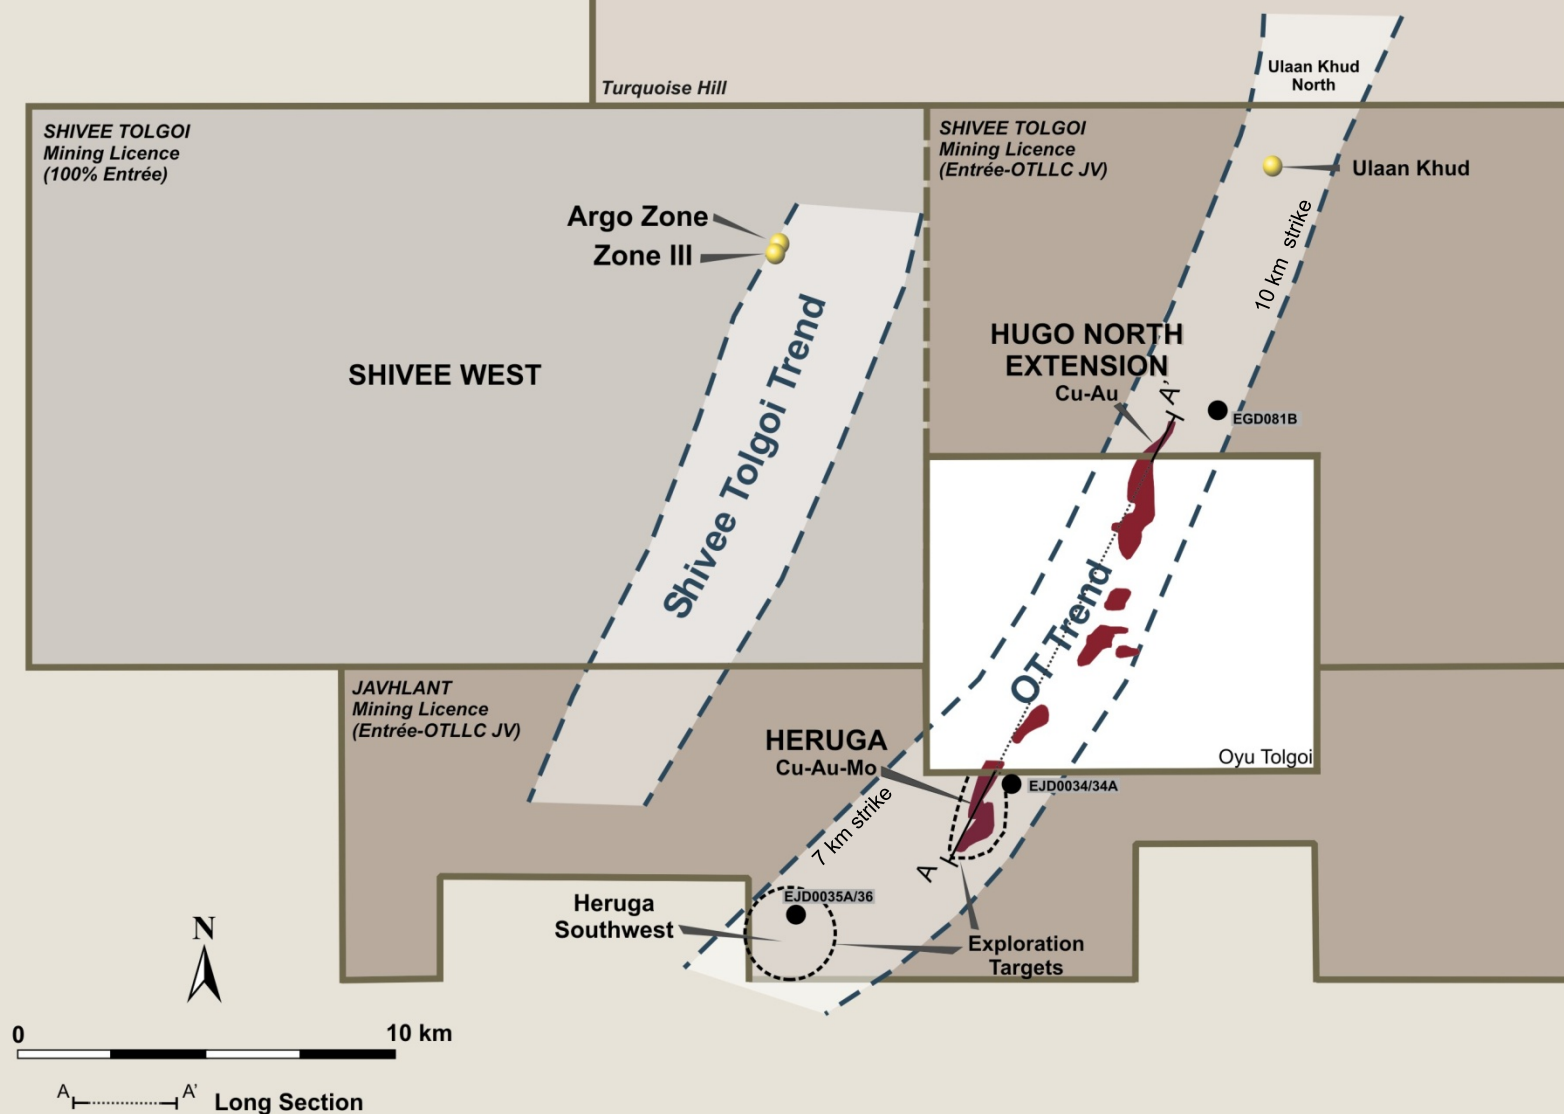 Turquoise Hill
Ulaan Khud
North
SHIVEE TOLGOI
Mining Licence
(100% Entrée)
SHIVEE TOLGOI
Mining Licence
(Entrée-OTLLC JV)
Ulaan Khud
Argo Zone
Zone III
10 km strike
HUGO NORTH
EXTENSION
Cu-Au
A'
EGD081B
SHIVEE WEST
Shivee Tolgoi Trend
OT Trend
JAVHLANT
Mining Licence
(Entrée-OTLLC JV)
HERUGA
Cu-Au-Mo
Oyu Tolgoi
EJD0034/34A
7 km strike
A
EJD0035A/36
Heruga
Southwest
Exploration
Targets
N
0 10 km
A A' Long Section